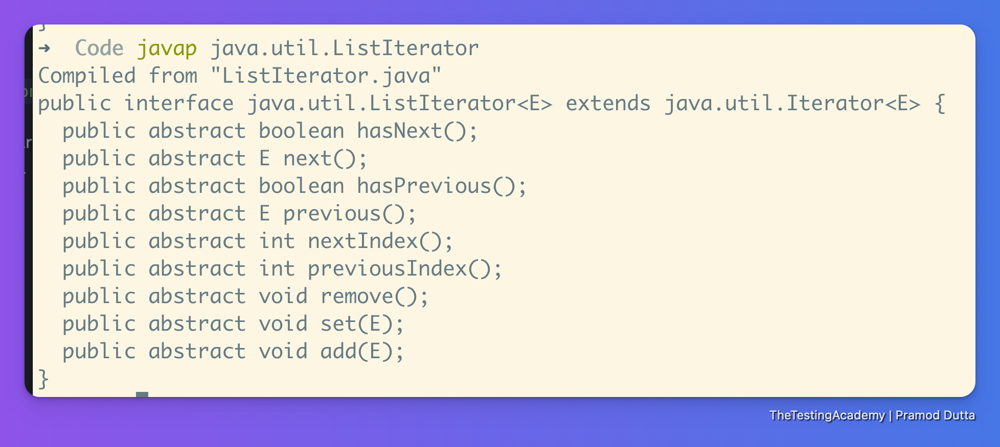 }
➜  Code javap java.util.ListIterator
Compiled from "ListIterator.java"
public interface java.util.ListIterator<E> extends java.util.Iterator<E> {
  public abstract boolean hasNext();
  public abstract E next();
  public abstract boolean hasPrevious();
  public abstract E previous();
  public abstract int nextIndex();
  public abstract int previousIndex();
  public abstract void remove();
  public abstract void set(E);
  public abstract void add(E);
}
TheTestingAcademy | Pramod Dutta